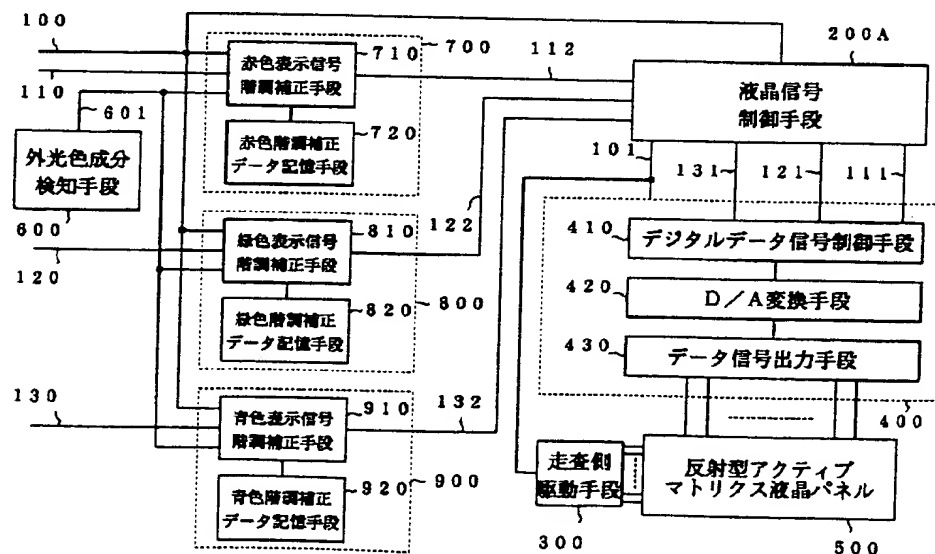 100
110
601
外光色成分
検知手段
600
120
130
赤色表示信号
階調補正手段
710
700
赤色階調補正
データ記憶手段
720
112
緑色表示信号
階調補正手段
810
122
緑色階調補正
データ記憶手段
820
800
青色表示信号
階調補正手段
910
132
青色階調補正
データ記憶手段
920
900
200A
液晶信号
制御手段
101
131
121
111
410
デジタルデータ信号制御手段
420
D/A変換手段
430
データ信号出力手段
400
走査側
駆動手段
300
反射型アクティブ
マトリクス液晶パネル
500